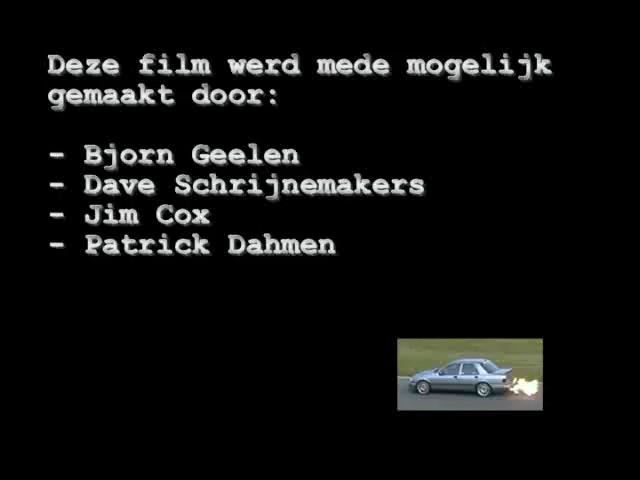 Deze film werd mede mogelijk
gemaakt door:
- Bjorn Geelen
- Dave Schrijnemakers
- Jim Cox
- Patrick Dahmen